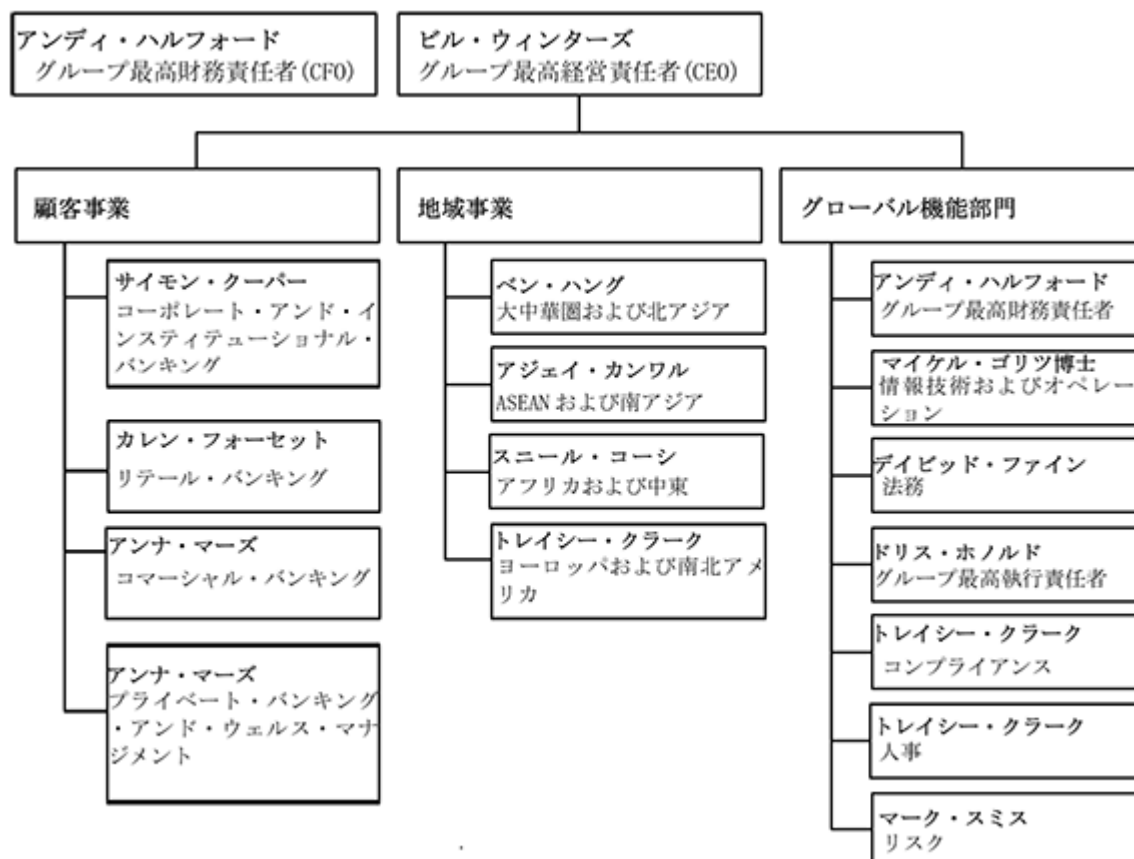 アンディ・ハルフォード
グループ最高財務責任者(CFO)
ビル・ウィンターズ
グループ最高経営責任者(CEO)
顧客事業
サイモン・クーパー
コーポレート・アンド・イ
ンスティテューショナル・
バンキング
カレン・フォーセット
リテール・バンキング
アンナ・マーズ
コマーシャル・バンキング
アンナ・マーズ
プライベート・バンキング
・アンド・ウェルス・マナ
ジメント
地域事業
ベン・ハング
大中華圏および北アジア
アジェイ・カンワル
ASEANおよび南アジア
スニール・コーシ
アフリカおよび中東
トレイシー・クラーク
ヨーロッパおよび南北アメ
リカ
グローバル機能部門
アンディ・ハルフォード
グループ最高財務責任者
マイケル・ゴリツ博士
情報技術およびオペレー
ション
デイビッド・ファイン
法務
ドリス・ホノルド
グループ最高執行責任者
トレイシー・クラーク
コンプライアンス
トレイシー・クラーク
人事
マーク・スミス
リスク